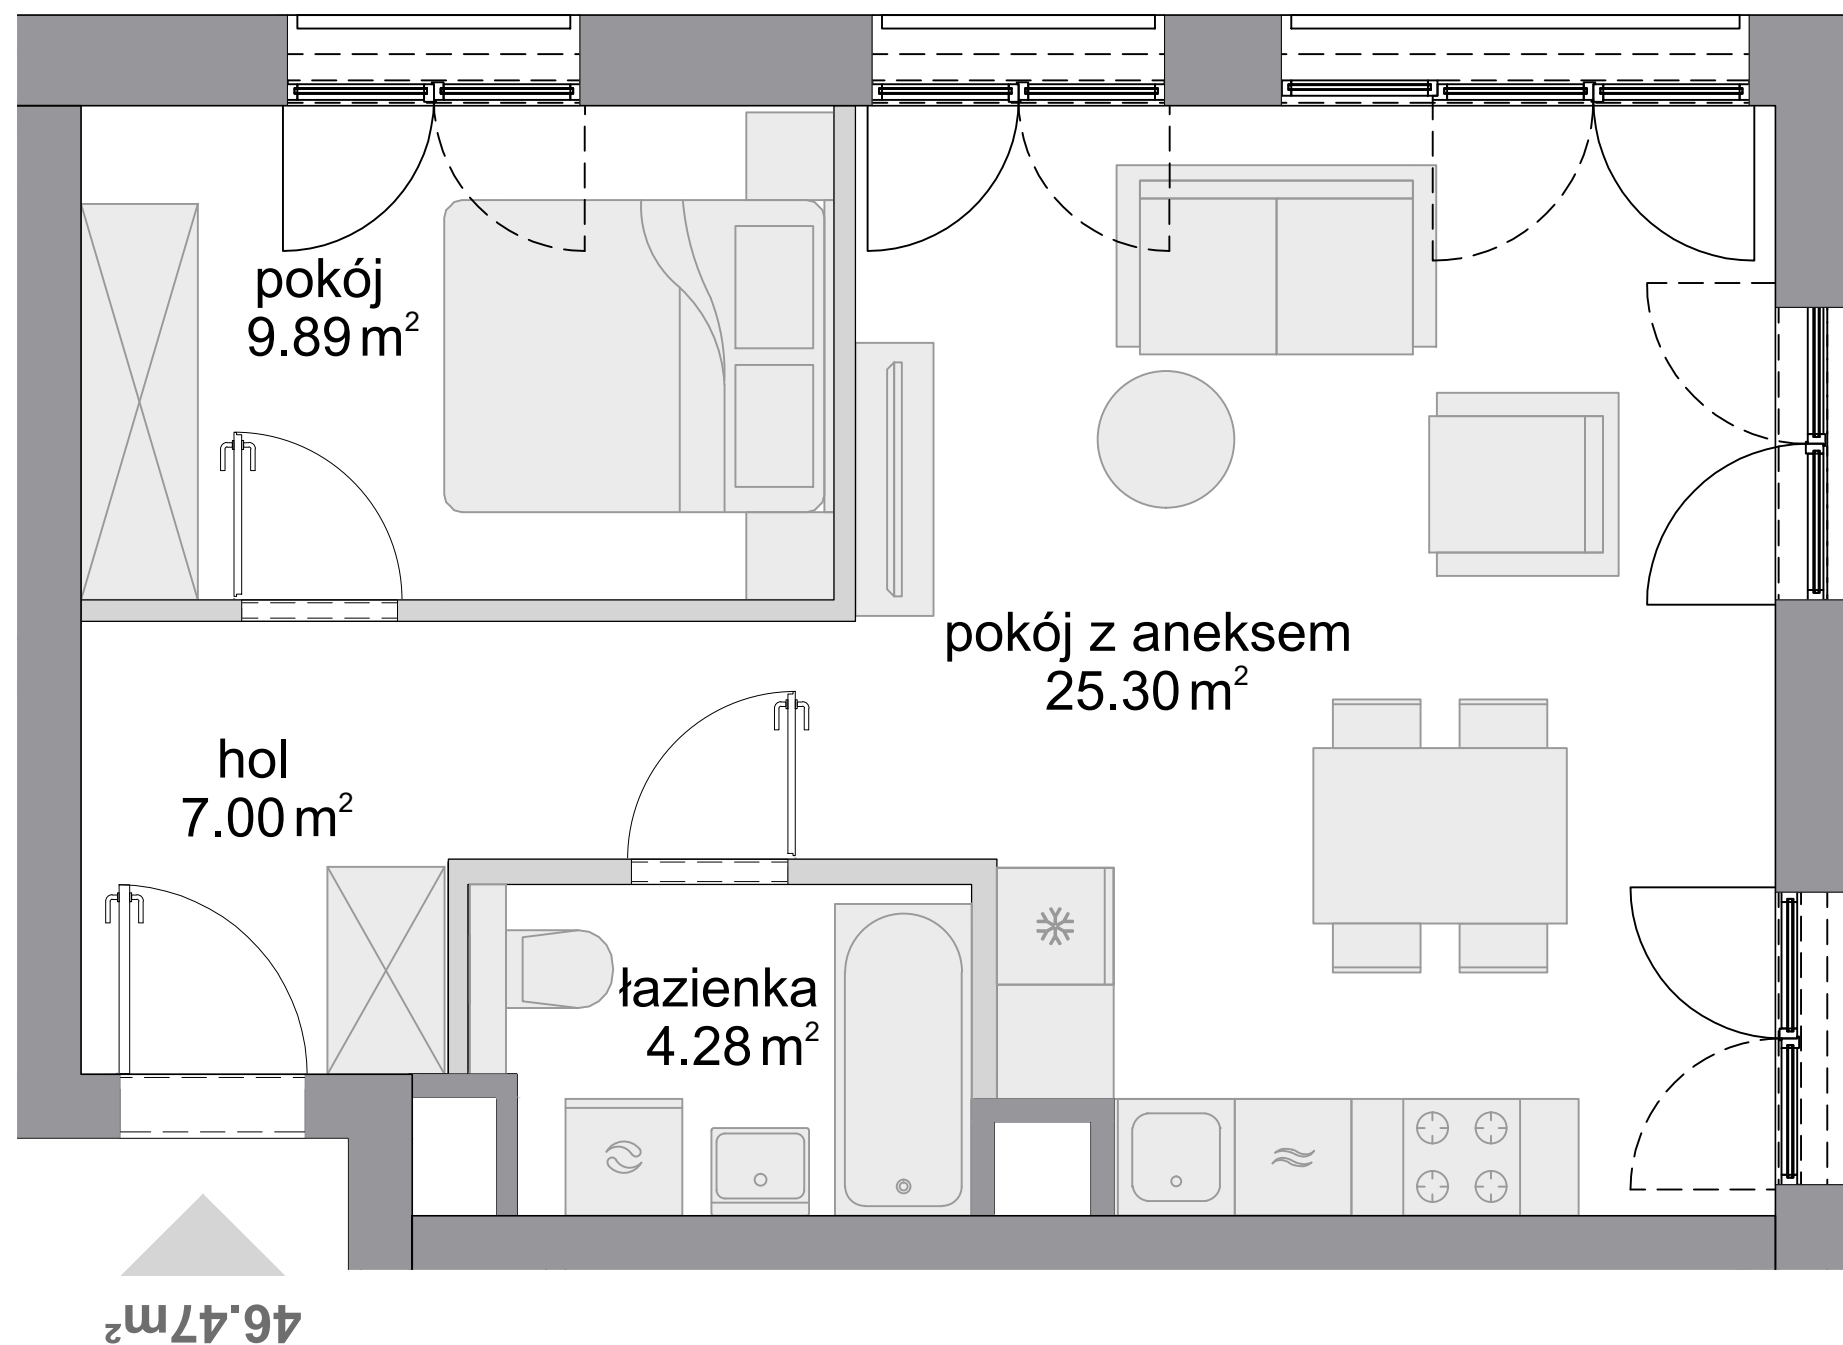 pokój
9.89 m²
pokój z aneksem
25.30 m²
hol
7.00 m²
łazienka
4.28 m²
46.47m²